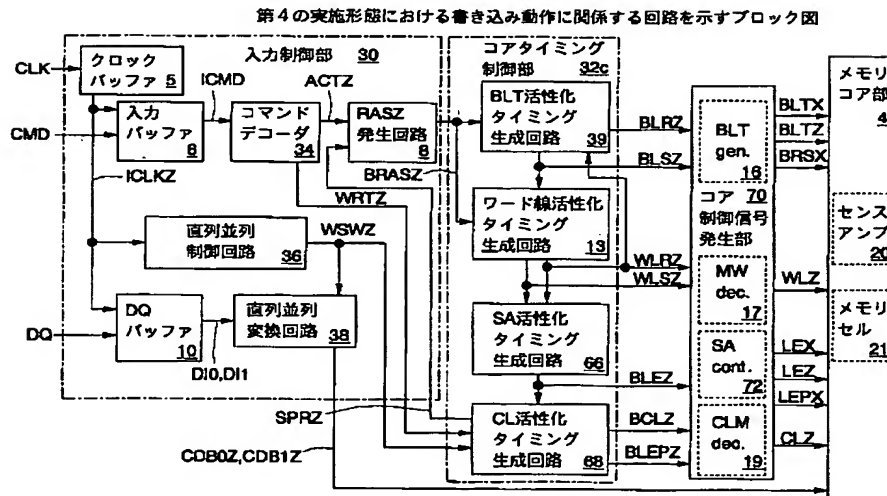 第４の実施形態における書き込み動作に関係する回路を示すブロック図
CLK
クロック
バッファ 5
入力制御部 30
コアタイミング
制御部 32c
メモリ
コア部
4
CMD
入力
バッファ 6
ICMD
コマンド
デコーダ
34
ACTZ
RASZ
発生回路
8
BLT活性化
タイミング
生成回路 39
BLRZ
BLSZ
BLT
gen.
16
BLTX
BLTZ
BRSX
ICLKZ
WRTZ
BRASZ
直列並列
制御回路
36
WSWZ
ワード線活性化
タイミング
生成回路 13
コア 70
制御信号
発生部
センス
アンプ
20
WLRZ
WLSZ
MW
dec.
17
WLZ
メモリ
セル
21
DQ
DQ
バッファ
10
DI0,DI1
直列並列
変換回路
38
SA活性化
タイミング
生成回路 66
BLEZ
SA
cont.
72
LEX
LEZ
LEPX
SPRZ
CDB0Z,CDB1Z
CL活性化
タイミング
生成回路 68
BCLZ
BLEPZ
CLM
dec.
19
CLZ